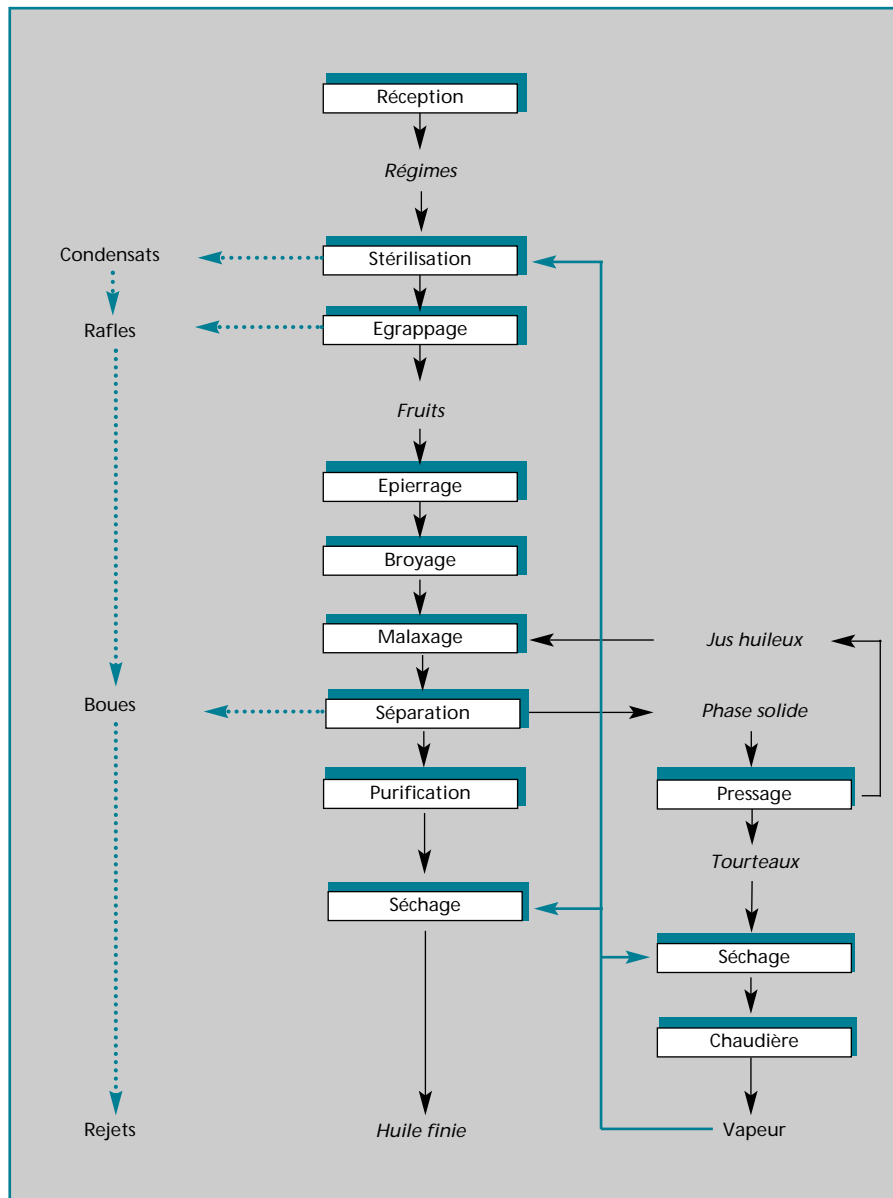 Réception
Régimes
Condensats
Stérilisation
Rafles
Egrappage
Fruits
Epierrage
Broyage
Malaxage
Jus huileux
Boues
Séparation
Phase solide
Purification
Pressage
Tourteaux
Séchage
Séchage
Chaudière
Rejets
Huile finie
Vapeur